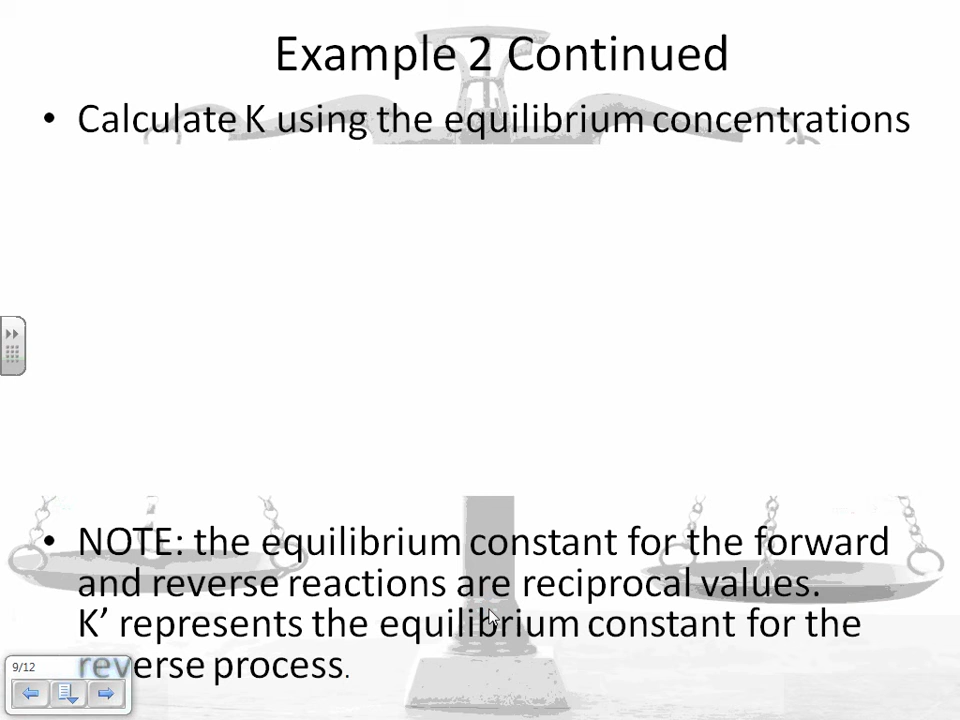 Example 2 Continued
• Calculate K using the equilibrium concentrations
• NOTE: the equilibrium constant for the forward
and reverse reactions are reciprocal values.
K’ represents the equilibrium constant for the
reverse process.
9/12